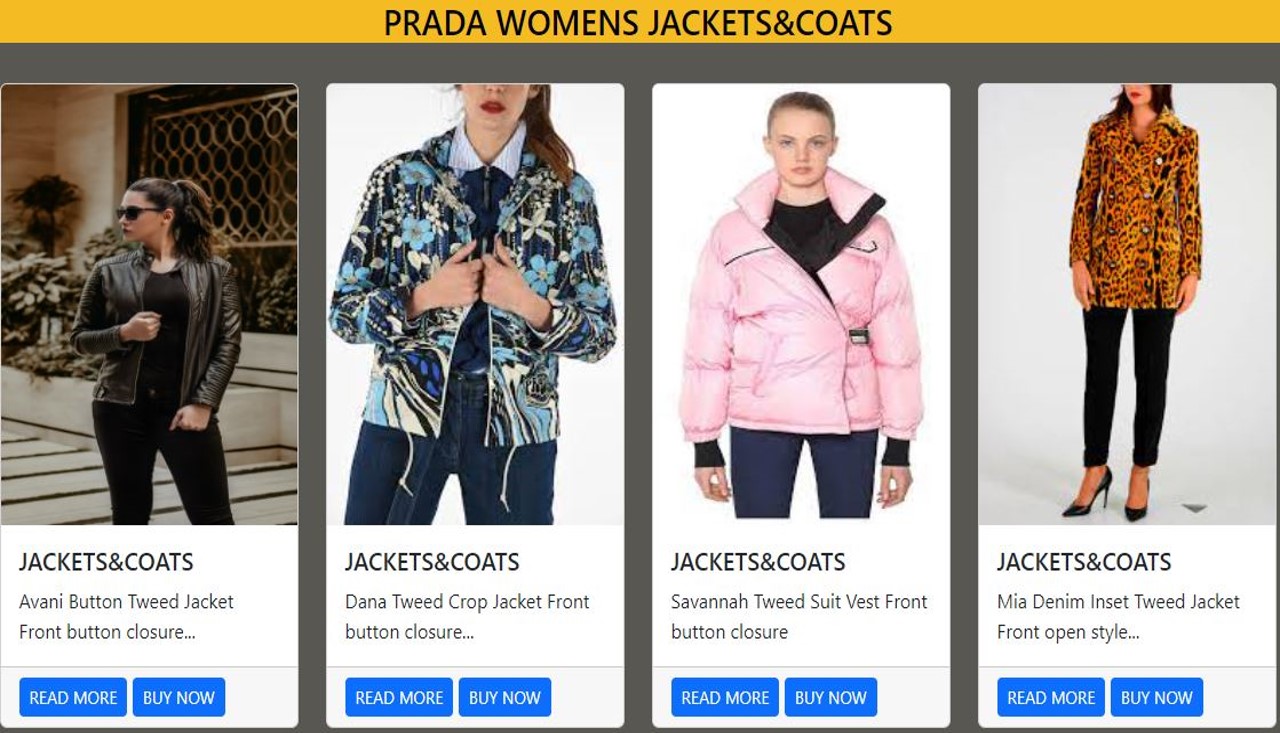 PRADA WOMENS JACKETS&COATS
JACKETS&COATS
Avani Button Tweed Jacket
Front button closure...
READ MORE BUY NOW
JACKETS&COATS
Dana Tweed Crop Jacket Front
button closure...
READ MORE BUY NOW
JACKETS&COATS
Savannah Tweed Suit Vest Front
button closure
READ MORE BUY NOW
JACKETS&COATS
Mia Denim Inset Tweed Jacket
Front open style...
READ MORE BUY NOW